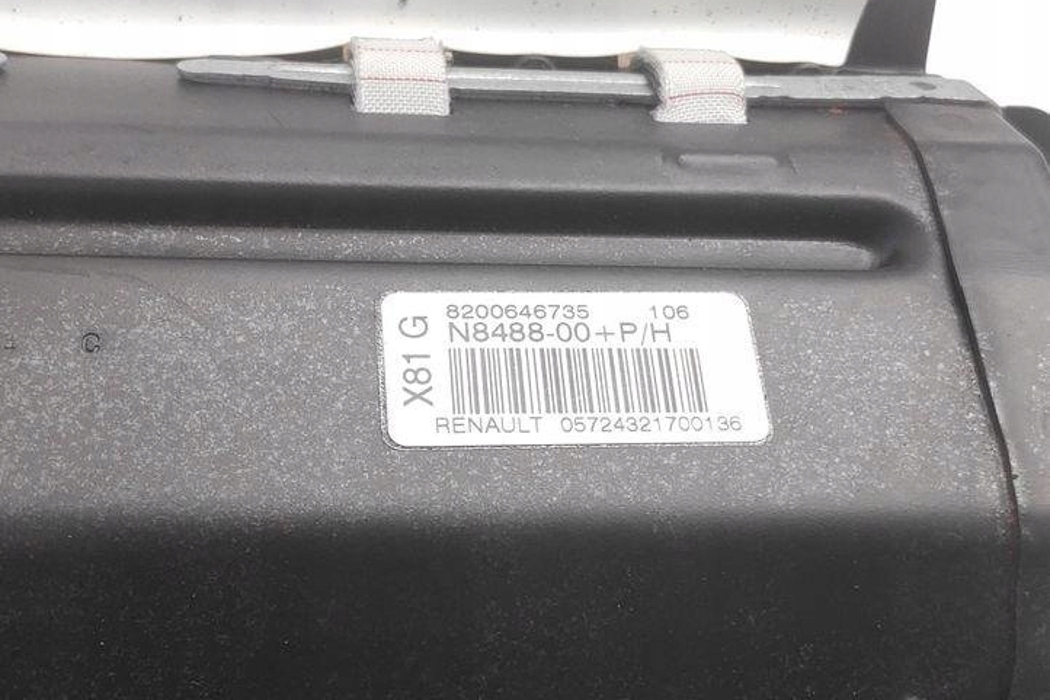 8200646735 106
N8488-00+P/H
X81 G
RENAULT 05724321700136
G